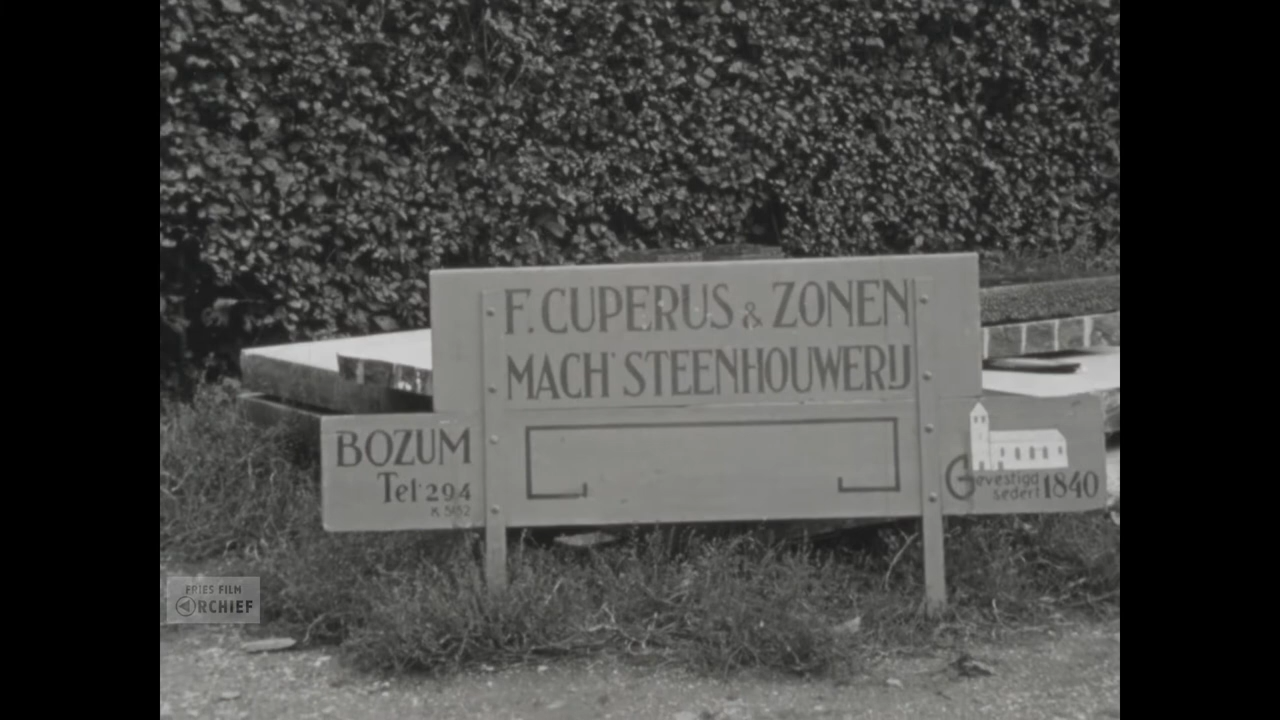 F. CUPERUS & ZONEN
MACH' STEENHOUWERIJ
BOZUM
Tel. 294
Gevestigd
sedert 1840
FRIES FILM
ARCHIEF